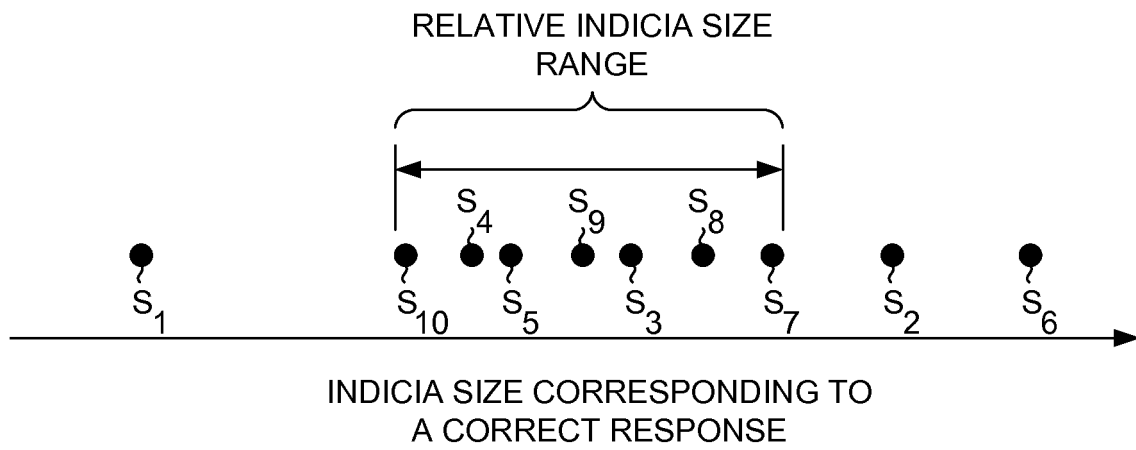 RELATIVE INDICIA SIZE
RANGE
S4 S9 S8
S1 S10 S5 S3 S7 S2 S6
INDICIA SIZE CORRESPONDING TO
A CORRECT RESPONSE